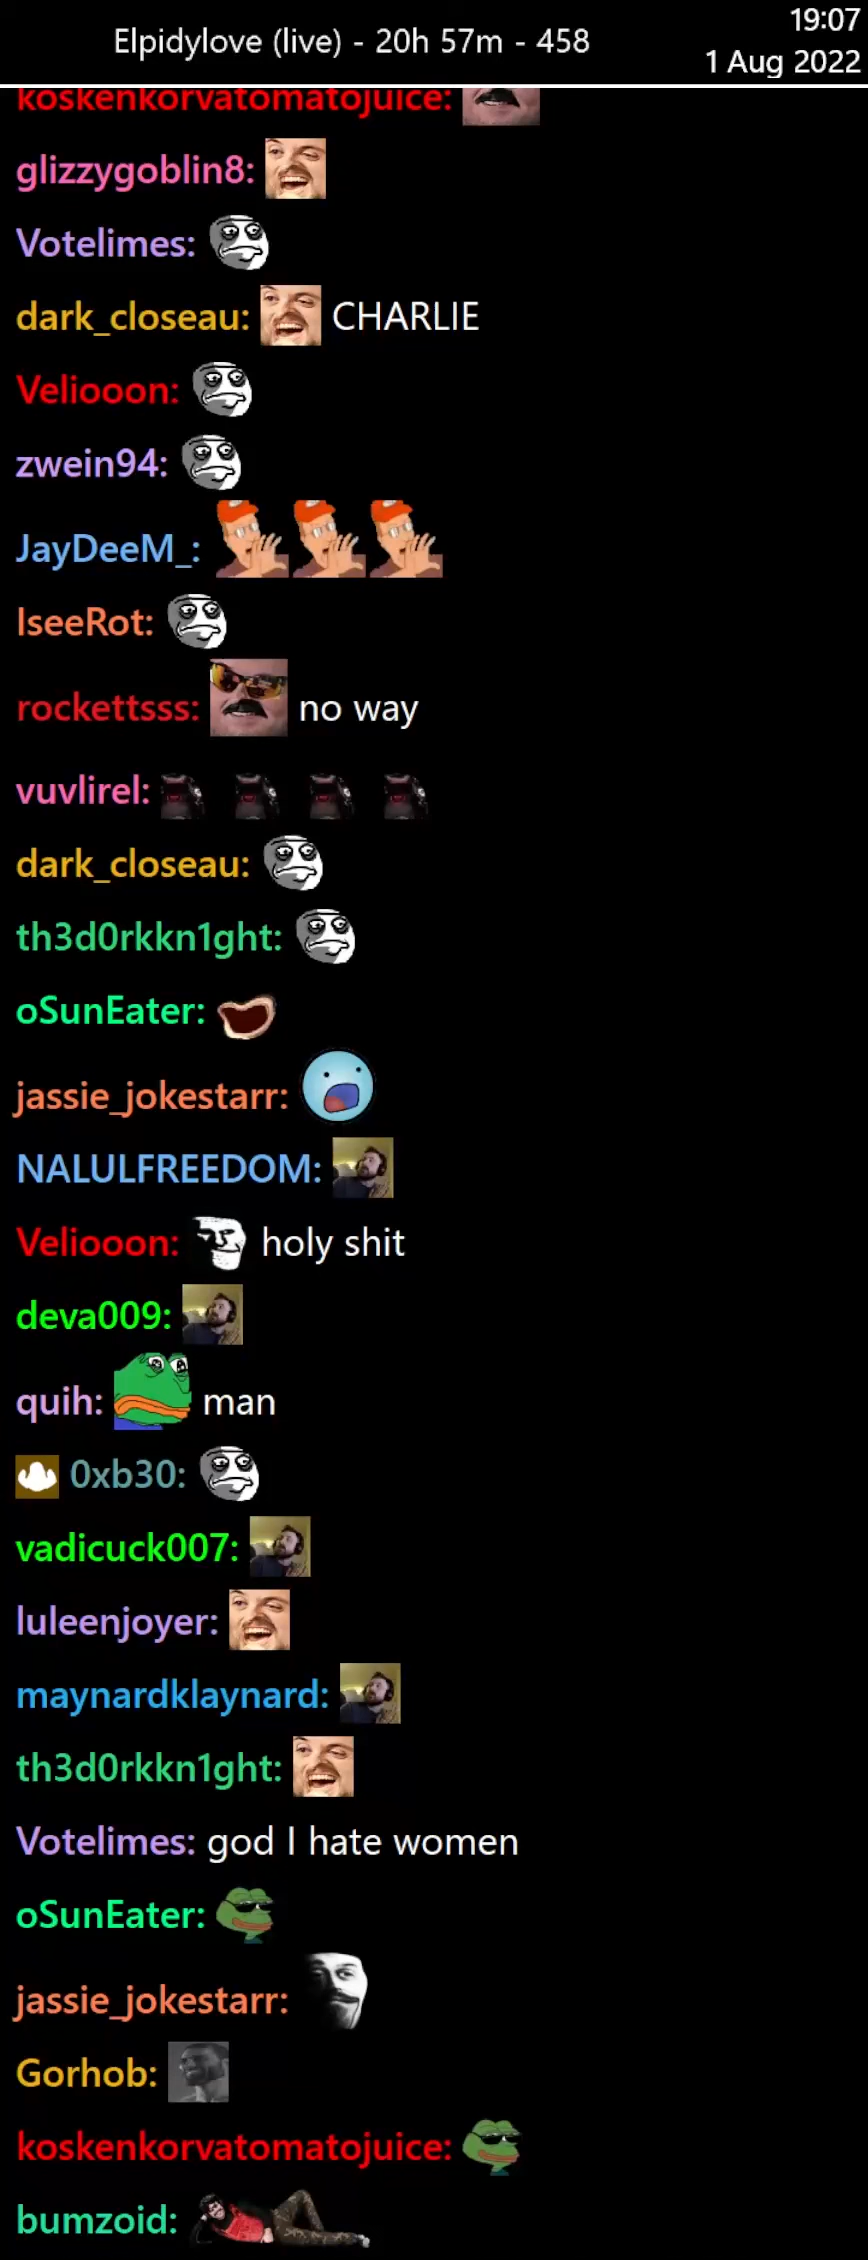 Elpidylove (live) - 20h 57m - 458
19:07
1 Aug 2022
koskenkorvatomatojuice:
glizzygoblin8:
Votelimes:
dark_closeau: CHARLIE
Veliooon:
zwein94:
JayDeeM_:
IseeRot:
rockettsss: no way
vuvlirel:
dark_closeau:
th3d0rkkn1ght:
oSunEater:
jassie_jokestarr:
NALULFREEDOM:
Veliooon: holy shit
deva009:
quih: man
0xb30:
vadicuck007:
luleenjoyer:
maynardklaynard:
th3d0rkkn1ght:
Votelimes: god I hate women
oSunEater:
jassie_jokestarr:
Gorhob:
koskenkorvatomatojuice:
bumzoid: